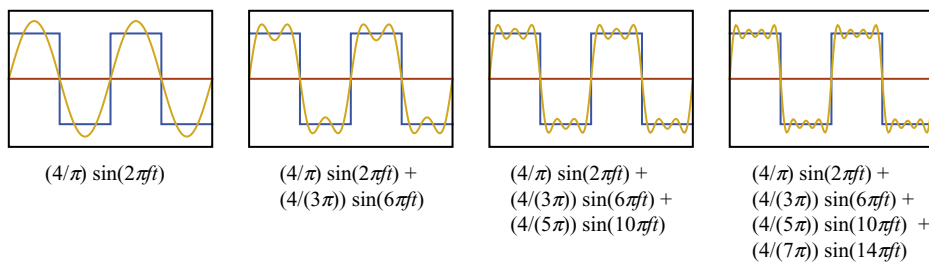 (4/π) sin(2πft)
(4/π) sin(2πft) +
(4/(3π)) sin(6πft)
(4/π) sin(2πft) +
(4/(3π)) sin(6πft) +
(4/(5π)) sin(10πft)
(4/π) sin(2πft) +
(4/(3π)) sin(6πft) +
(4/(5π)) sin(10πft) +
(4/(7π)) sin(14πft)